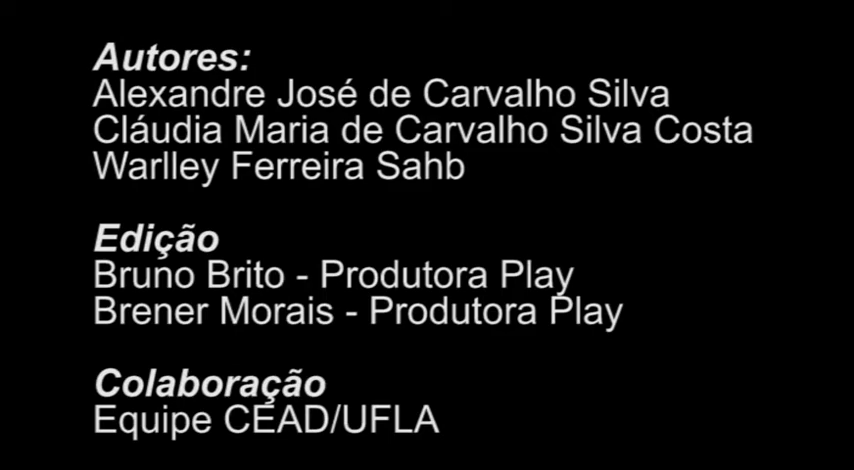 Autores:
Alexandre José de Carvalho Silva
Cláudia Maria de Carvalho Silva Costa
Warlley Ferreira Sahb
Edição
Bruno Brito - Produtora Play
Brener Morais - Produtora Play
Colaboração
Equipe CEAD/UFLA